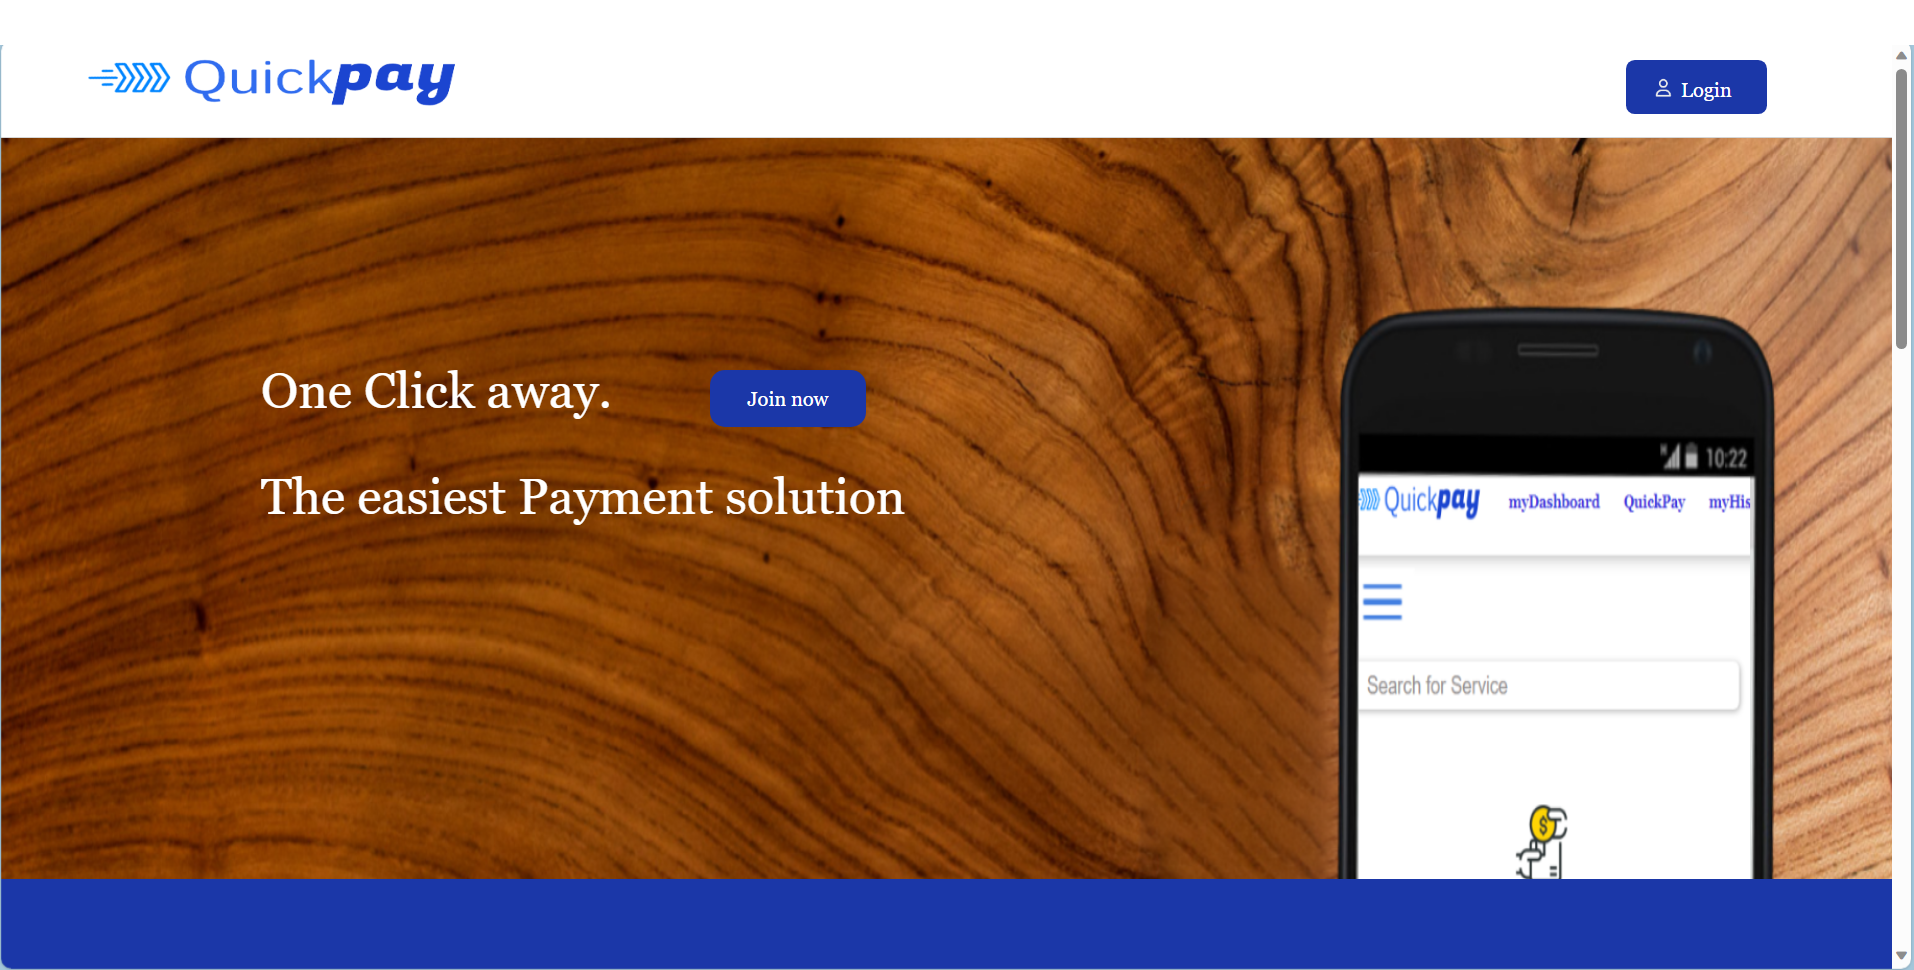 Quickpay
Login
One Click away.
Join now
The easiest Payment solution
10:22
Quickpay myDashboard QuickPay myHis
Search for Service
$